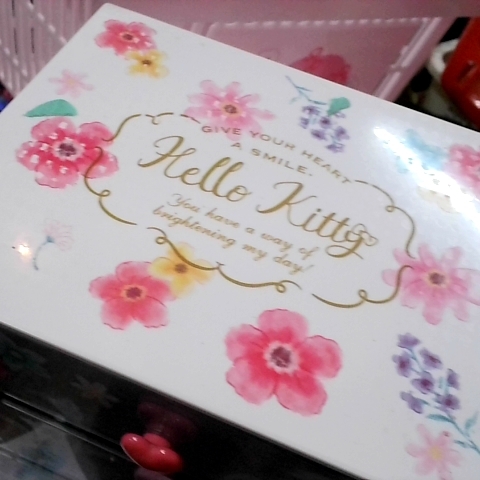 GIVE YOUR HEART
A SMILE.
Hello Kitty
You have a way of
brightening my day!